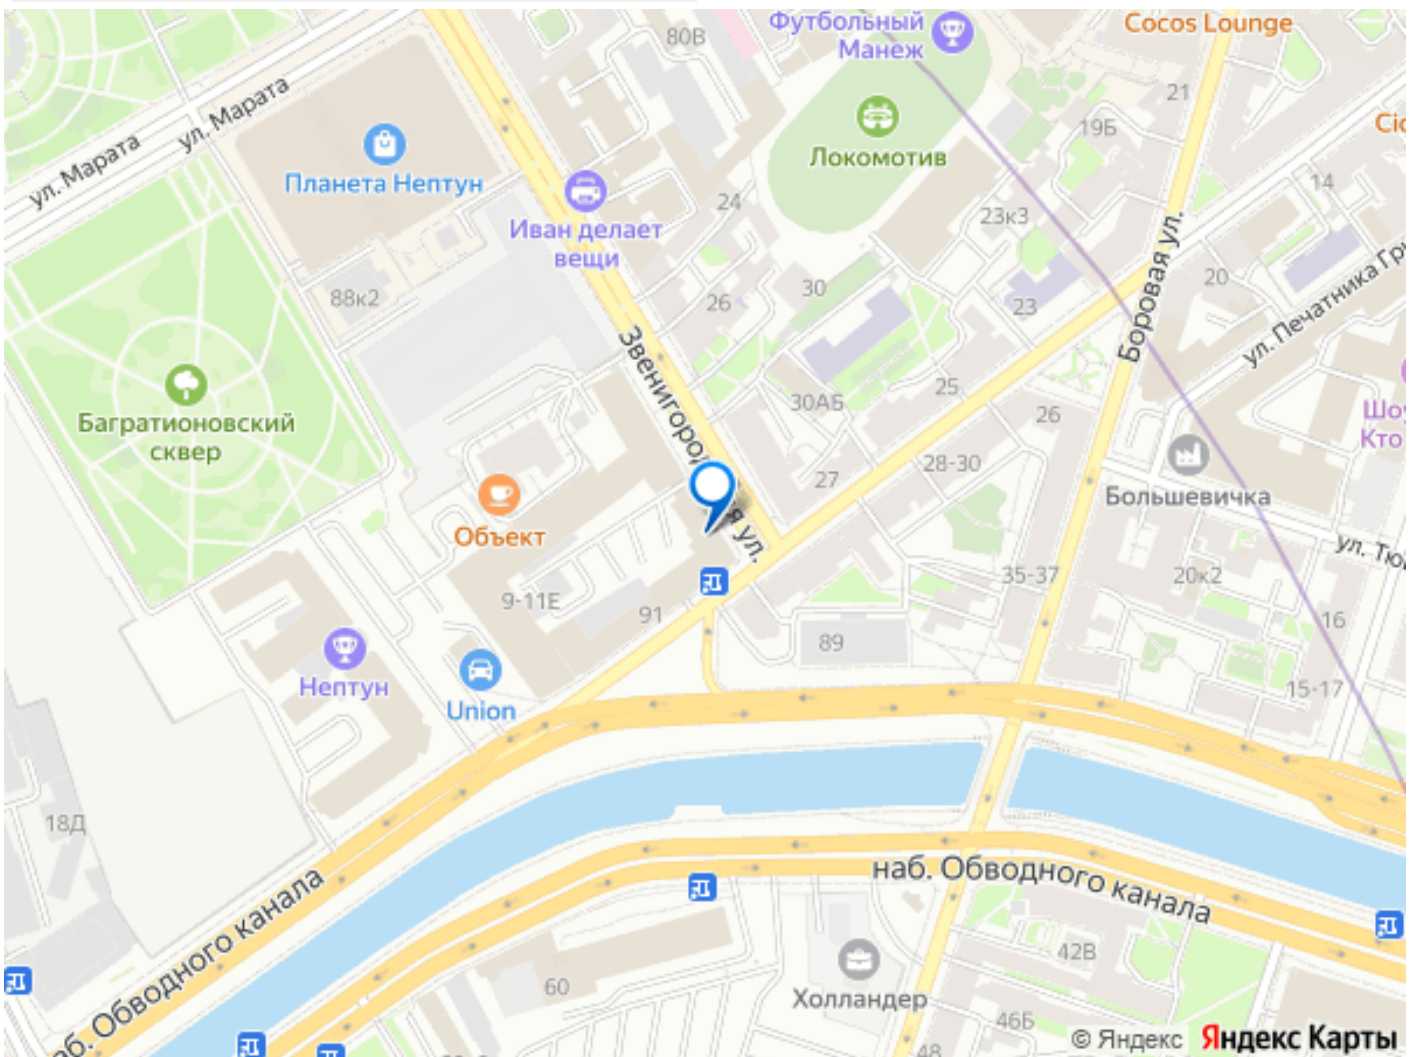 Футбольный
Манеж
Cocos Lounge
80В
21
19Б
ул. Марата
ул. Марата
Планета Нептун
Локомотив
14
Иван делает
вещи
24
23к3
Боровая ул.
20
88к2
26
30
23
ул. Печатника
Звенигородская ул.
Багратионовский
сквер
30АБ
25
26
27
28-30
Большевичка
Объект
35-37
20к2
16
9-11Е
91
89
Нептун
Union
15-17
18Д
наб. Обводного канала
наб. Обводного канала
42В
60
Холландер
46Б
48
© Яндекс Яндекс Карты